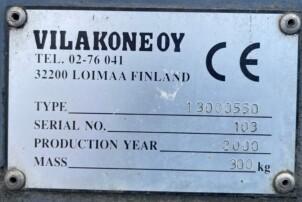 VILAKONE OY
TEL. 02-76 041
32200 LOIMAA FINLAND
CE
TYPE 13000550
SERIAL NO. 103
PRODUCTION YEAR 2000
MASS 300 kg